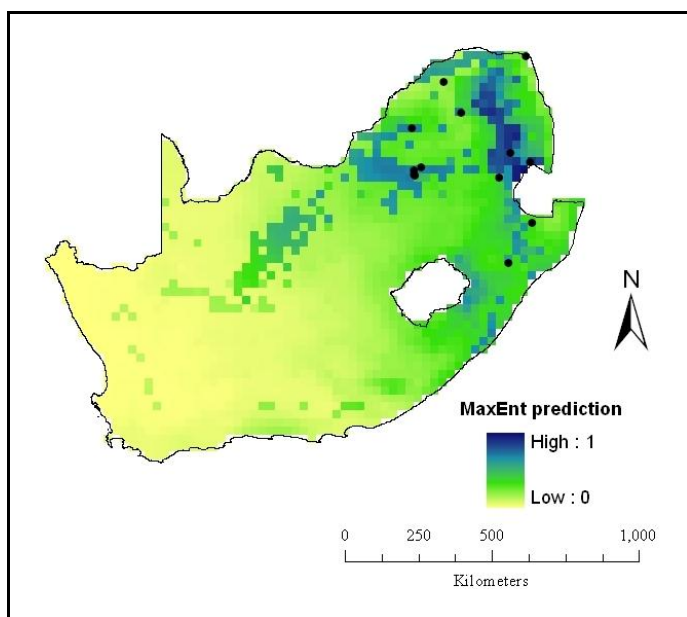 N
MaxEnt prediction
High : 1
Low : 0
0 250 500 1,000
Kilometers